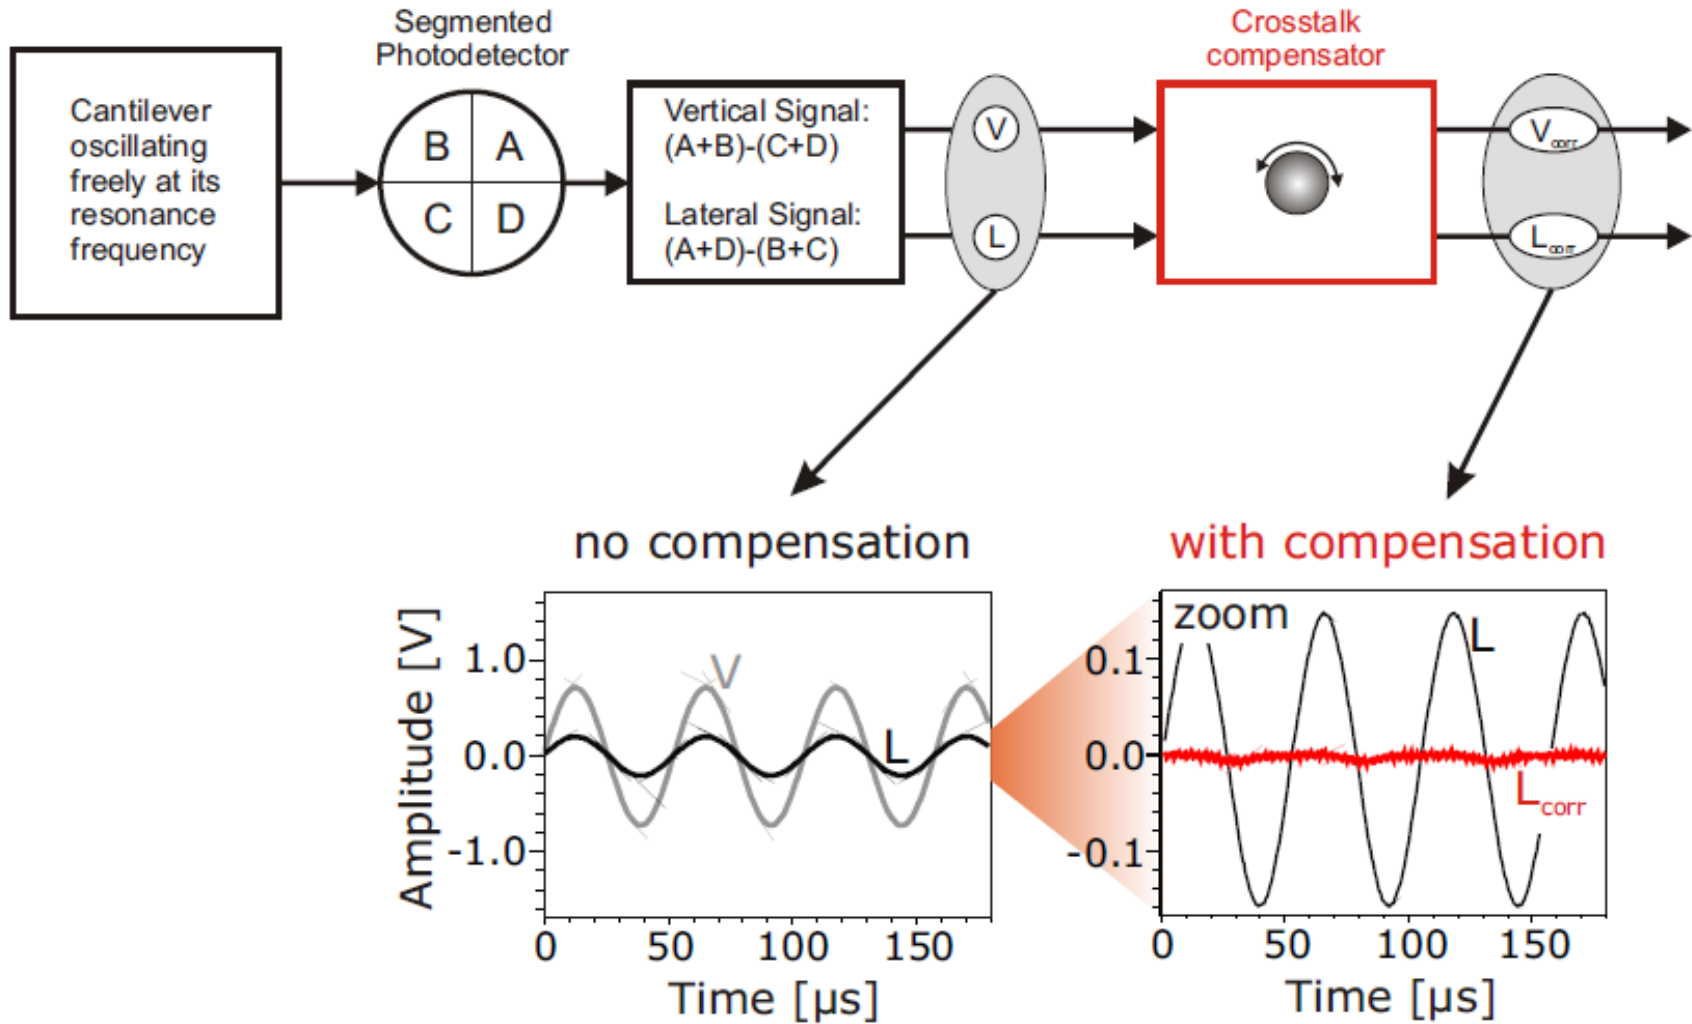 Segmented
Photodetector
Crosstalk
compensator
Cantilever
oscillating
freely at its
resonance
frequency
B A
C D
Vertical Signal:
(A+B)-(C+D)
Lateral Signal:
(A+D)-(B+C)
V
L
Vcorr
Lcorr
no compensation
with compensation
Amplitude [V]
1.0
0.0
-1.0
V
L
0 50 100 150
Time [µs]
zoom
0.1
0.0
-0.1
L
Lcorr
0 50 100 150
Time [µs]